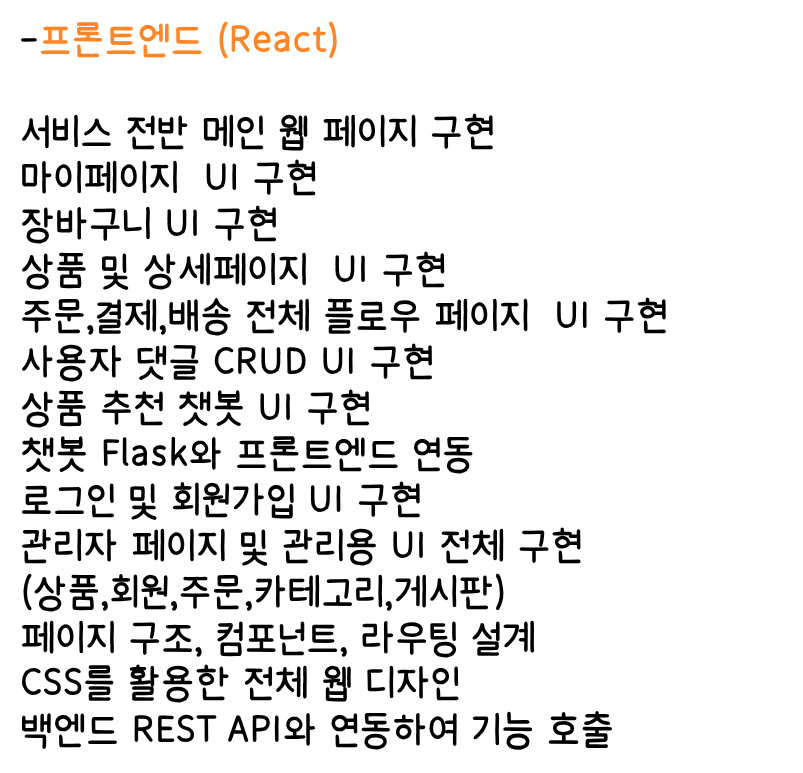 -프론트엔드 (React)
서비스 전반 메인 웹 페이지 구현
마이페이지  UI 구현
장바구니 UI 구현
상품 및 상세페이지  UI 구현
주문,결제,배송 전체 플로우 페이지  UI 구현
사용자 댓글 CRUD UI 구현
상품 추천 챗봇 UI 구현
챗봇 Flask와 프론트엔드 연동
로그인 및 회원가입 UI 구현
관리자 페이지 및 관리용 UI 전체 구현
(상품,회원,주문,카테고리,게시판)
페이지 구조, 컴포넌트, 라우팅 설계
CSS를 활용한 전체 웹 디자인
백엔드 REST API와 연동하여 기능 호출